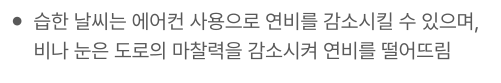 ● 습한 날씨는 에어컨 사용으로 연비를 감소시킬 수 있으며,
비나 눈은 도로의 마찰력을 감소시켜 연비를 떨어뜨림